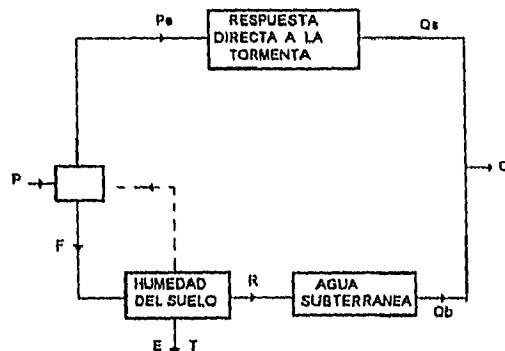 Pe
RESPUESTA
DIRECTA A LA
TORMENTA
Qs
P
Q
F
HUMEDAD
DEL SUELO
R
AGUA
SUBTERRANEA
Qb
E T